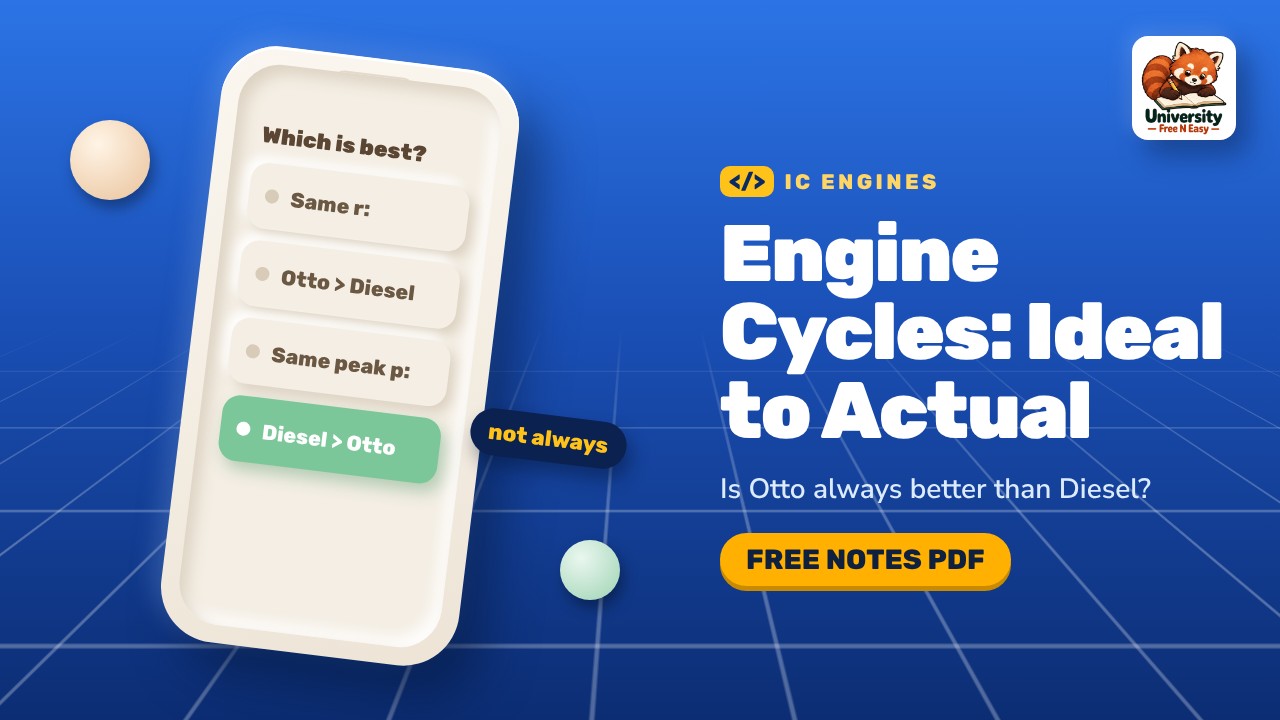 Which is best?
Same r:
Otto > Diesel
Same peak p:
Diesel > Otto
not always
University
Free N Easy
</> IC ENGINES
Engine
Cycles: Ideal
to Actual
Is Otto always better than Diesel?
FREE NOTES PDF